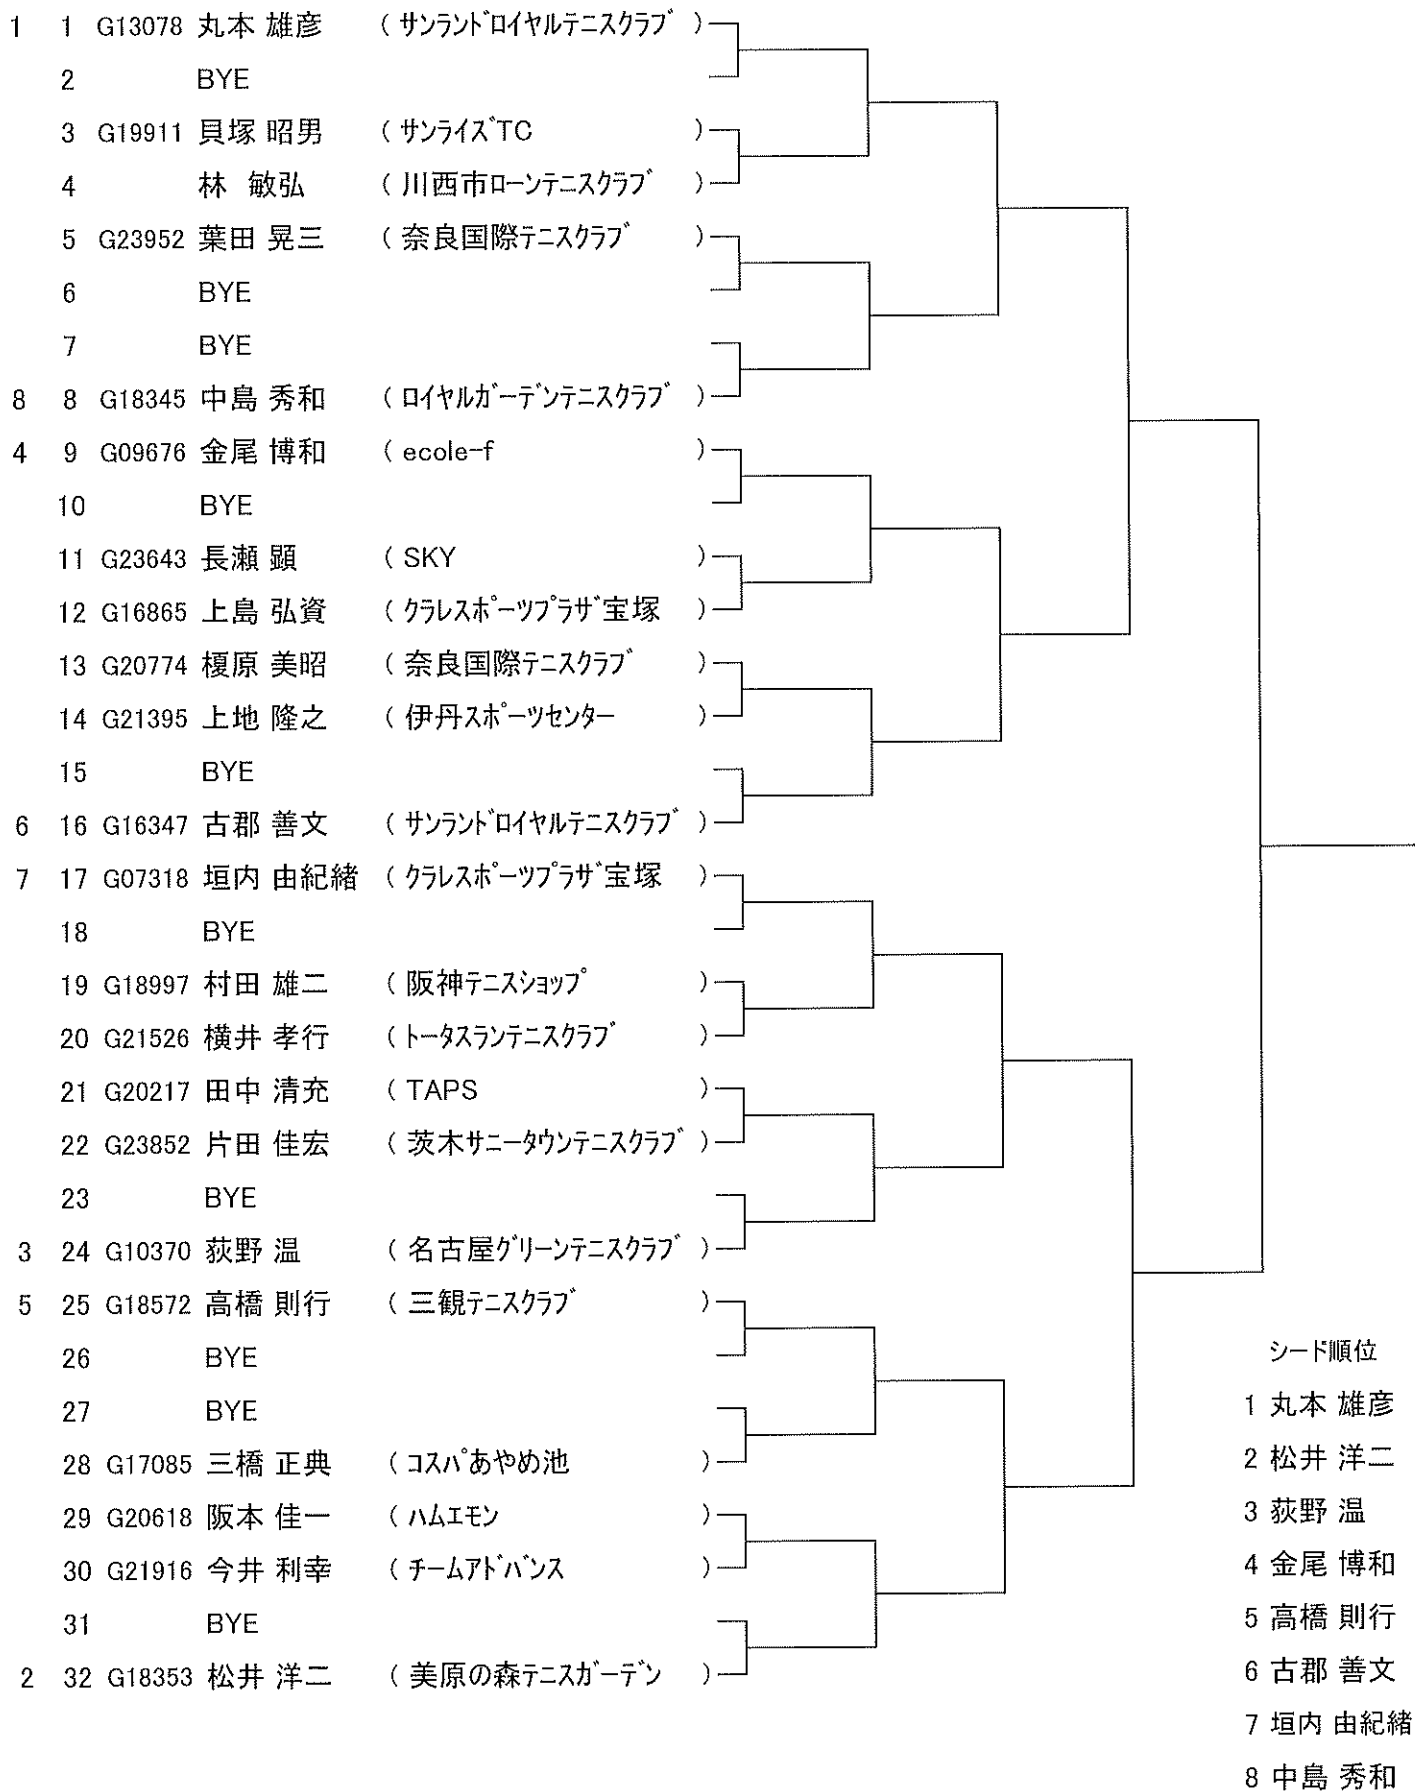 1 1 G13078 丸本 雄彦 ( サンランドロイヤルテニスクラブ )
2 BYE
3 G19911 貝塚 昭男 ( サンライズTC )
4 林 敏弘 ( 川西市ローンテニスクラブ )
5 G23952 葉田 晃三 ( 奈良国際テニスクラブ )
6 BYE
7 BYE
8 8 G18345 中島 秀和 ( ロイヤルガーデンテニスクラブ )
4 9 G09676 金尾 博和 ( ecole-f )
10 BYE
11 G23643 長瀬 顕 ( SKY )
12 G16865 上島 弘資 ( クラレスポーツプラザ宝塚 )
13 G20774 榎原 美昭 ( 奈良国際テニスクラブ )
14 G21395 上地 隆之 ( 伊丹スポーツセンター )
15 BYE
6 16 G16347 古郡 善文 ( サンランドロイヤルテニスクラブ )
7 17 G07318 垣内 由紀緒 ( クラレスポーツプラザ宝塚 )
18 BYE
19 G18997 村田 雄二 ( 阪神テニスショップ )
20 G21526 横井 孝行 ( トータスランテニスクラブ )
21 G20217 田中 清充 ( TAPS )
22 G23852 片田 佳宏 ( 茨木サニータウンテニスクラブ )
23 BYE
3 24 G10370 荻野 温 ( 名古屋グリーンテニスクラブ )
5 25 G18572 高橋 則行 ( 三観テニスクラブ )
26 BYE
27 BYE
28 G17085 三橋 正典 ( コスパあやめ池 )
29 G20618 阪本 佳一 ( ハムエモン )
30 G21916 今井 利幸 ( チームアドバンス )
31 BYE
2 32 G18353 松井 洋二 ( 美原の森テニスガーデン )
シード順位
1 丸本 雄彦
2 松井 洋二
3 荻野 温
4 金尾 博和
5 高橋 則行
6 古郡 善文
7 垣内 由紀緒
8 中島 秀和